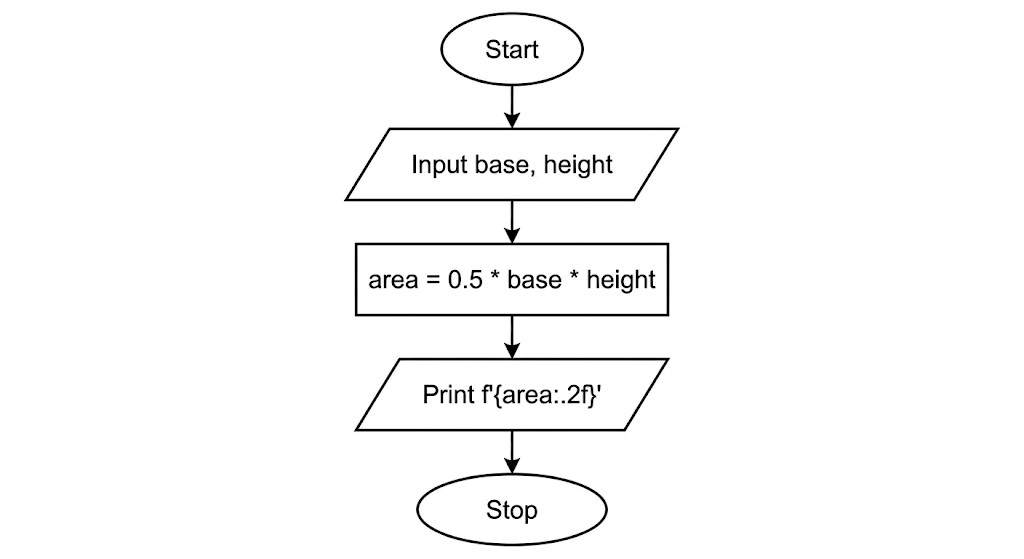 Start
Input base, height
area = 0.5 * base * height
Print f'{area:.2f}'
Stop